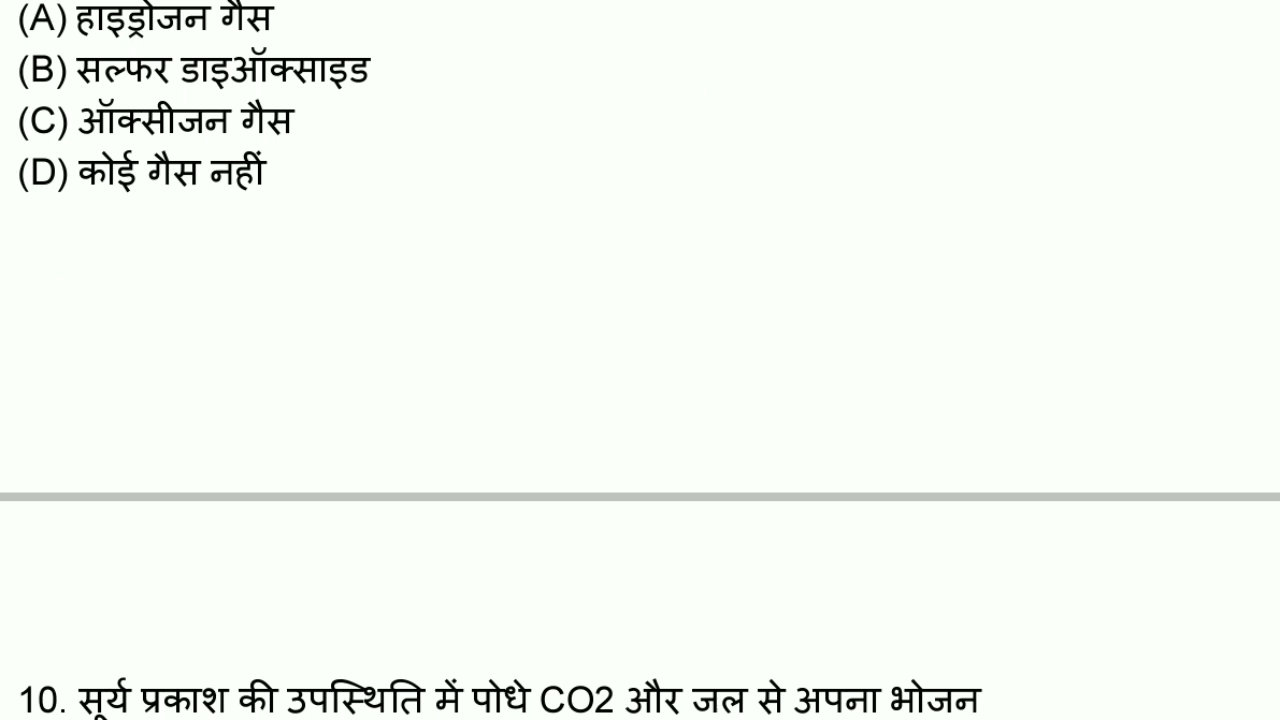 (A) हाइड्रोजन गैस
(B) सल्फर डाइऑक्साइड
(C) ऑक्सीजन गैस
(D) कोई गैस नहीं
10. सूर्य प्रकाश की उपस्थिति में पोधे CO2 और जल से अपना भोजन